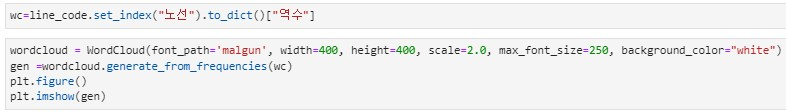 wc=line_code.set_index("노선").to_dict()["역수"]
wordcloud = WordCloud(font_path='malgun', width=400, height=400, scale=2.0, max_font_size=250, background_color="white")
gen =wordcloud.generate_from_frequencies(wc)
plt.figure()
plt.imshow(gen)